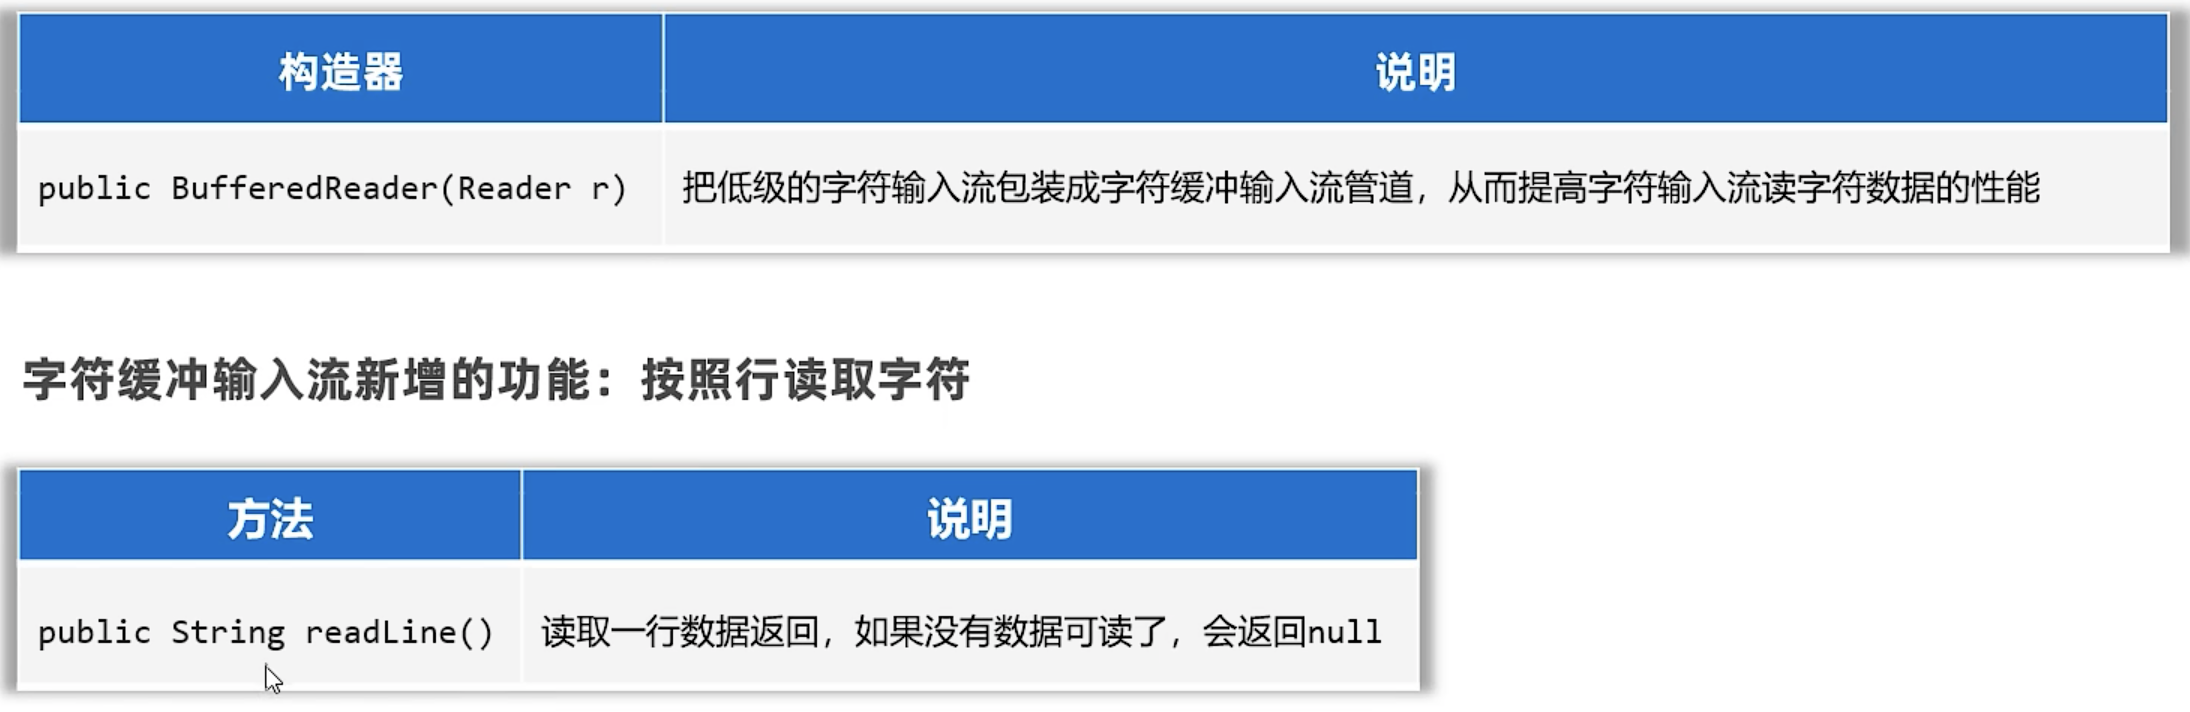 构造器 说明
public BufferedReader(Reader r) 把低级的字符输入流包装成字符缓冲输入流管道，从而提高字符输入流读字符数据的性能
字符缓冲输入流新增的功能：按照行读取字符
方法 说明
public String readLine() 读取一行数据返回，如果没有数据可读了，会返回null